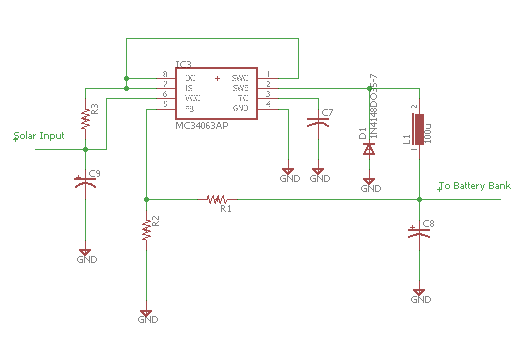 IC3
8 DC SWC 1
7 IS SWE 2
6 VCC TC 3
5 FB GND 4
MC34063AP
R3
C7
D1
1N4148DO35-7
L1
2
100u
1
Solar Input
C9
GND
GND
GND
To Battery Bank
R1
R2
C8
GND
GND
GND